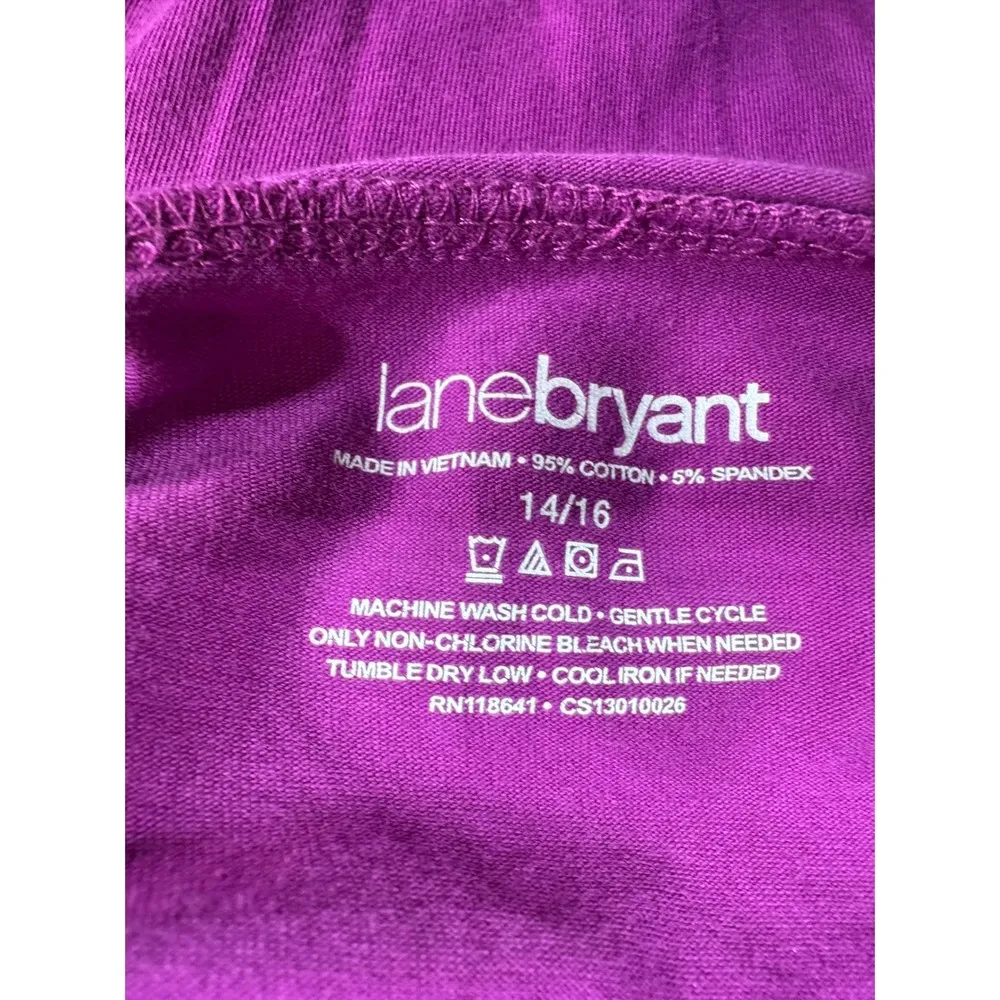 lanebryant
MADE IN VIETNAM • 95% COTTON • 5% SPANDEX
14/16
MACHINE WASH COLD • GENTLE CYCLE
ONLY NON-CHLORINE BLEACH WHEN NEEDED
TUMBLE DRY LOW • COOL IRON IF NEEDED
RN118641 • CS13010026